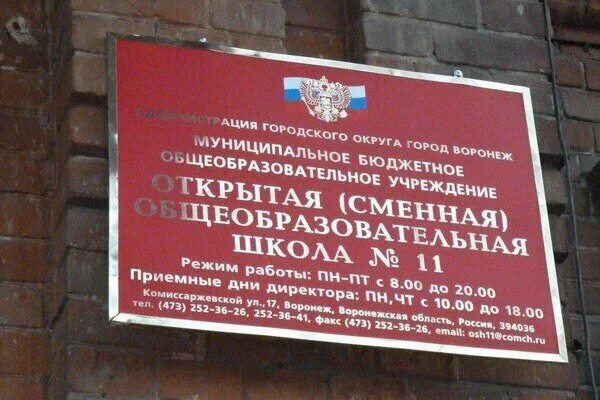 АДМИНИСТРАЦИЯ ГОРОДСКОГО ОКРУГА ГОРОД ВОРОНЕЖ
МУНИЦИПАЛЬНОЕ БЮДЖЕТНОЕ
ОБЩЕОБРАЗОВАТЕЛЬНОЕ УЧРЕЖДЕНИЕ
ОТКРЫТАЯ (СМЕННАЯ)
ОБЩЕОБРАЗОВАТЕЛЬНАЯ
ШКОЛА № 11
Режим работы: ПН-ПТ с 8.00 до 20.00
Приемные дни директора: ПН,ЧТ с 10.00 до 18.00
Комиссаржевской ул.,17, Воронеж, Воронежская область, Россия, 394036
тел. (473) 252-36-26, 252-36-41, факс (473) 252-36-26, email: osh11@comch.ru